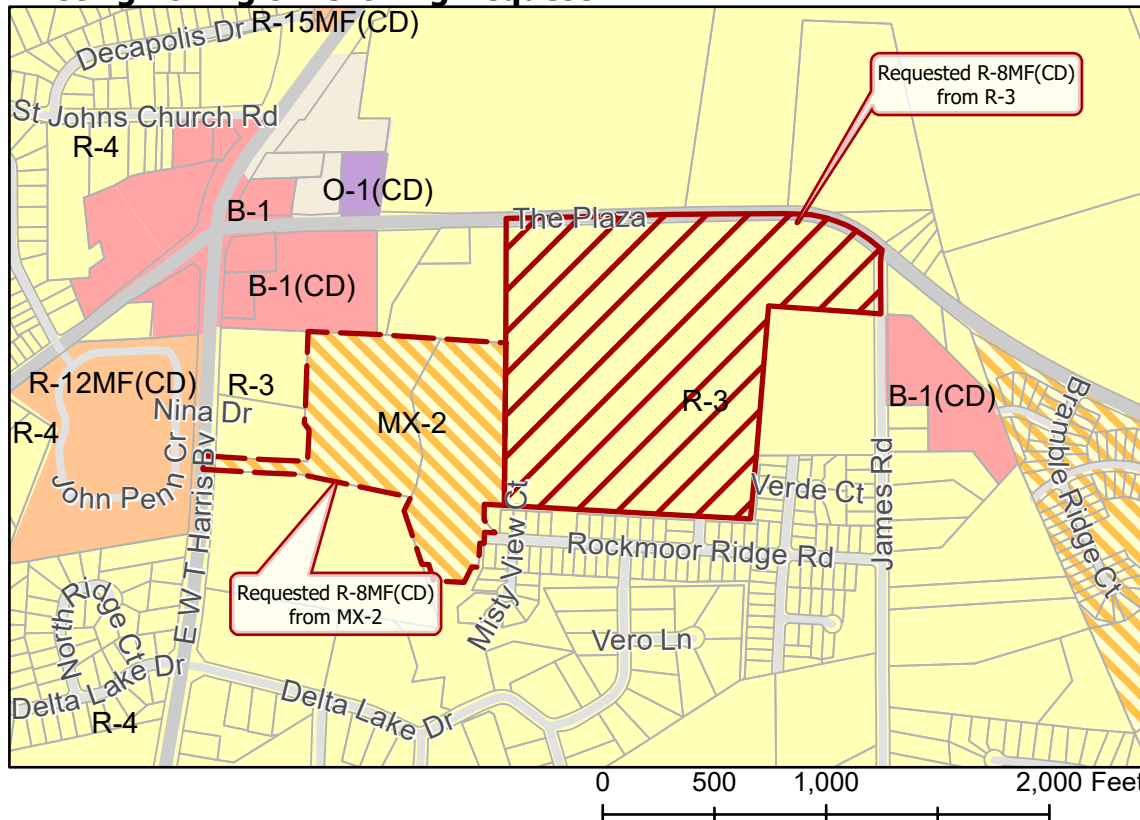 Decapolis Dr
R-15MF(CD)
St Johns Church Rd
R-4
Requested R-8MF(CD)
from R-3
O-1(CD)
B-1
The Plaza
B-1(CD)
R-12MF(CD)
R-3
Nina Dr
MX-2
R-3
B-1(CD)
R-4
John Penn Cr
E W T Harris Bv
Misty View Ct
Verde Ct
James Rd
Bramble Ridge Ct
Rockmoor Ridge Rd
Requested R-8MF(CD)
from MX-2
North Ridge Ct
Vero Ln
Delta Lake Dr
R-4
Delta Lake Dr
0 500 1,000 2,000 Feet